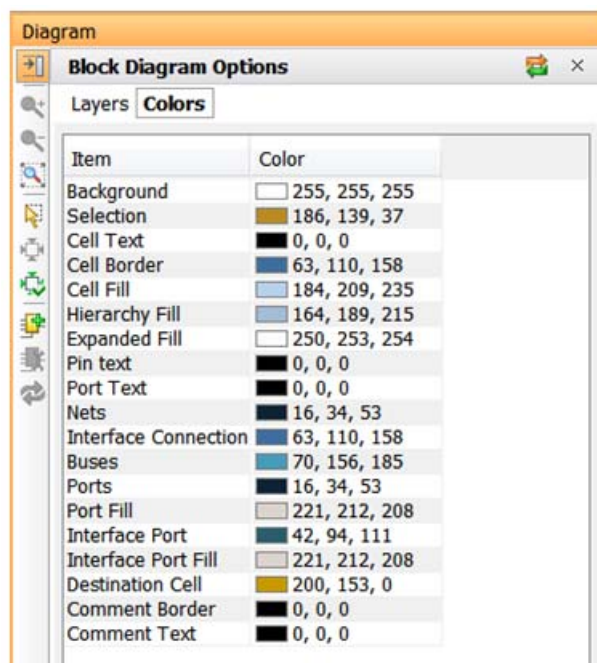 Diagram
Block Diagram Options
Layers Colors
Item Color
Background 255, 255, 255
Selection 186, 139, 37
Cell Text 0, 0, 0
Cell Border 63, 110, 158
Cell Fill 184, 209, 235
Hierarchy Fill 164, 189, 215
Expanded Fill 250, 253, 254
Pin text 0, 0, 0
Port Text 0, 0, 0
Nets 16, 34, 53
Interface Connection 63, 110, 158
Buses 70, 156, 185
Ports 16, 34, 53
Port Fill 221, 212, 208
Interface Port 42, 94, 111
Interface Port Fill 221, 212, 208
Destination Cell 200, 153, 0
Comment Border 0, 0, 0
Comment Text 0, 0, 0